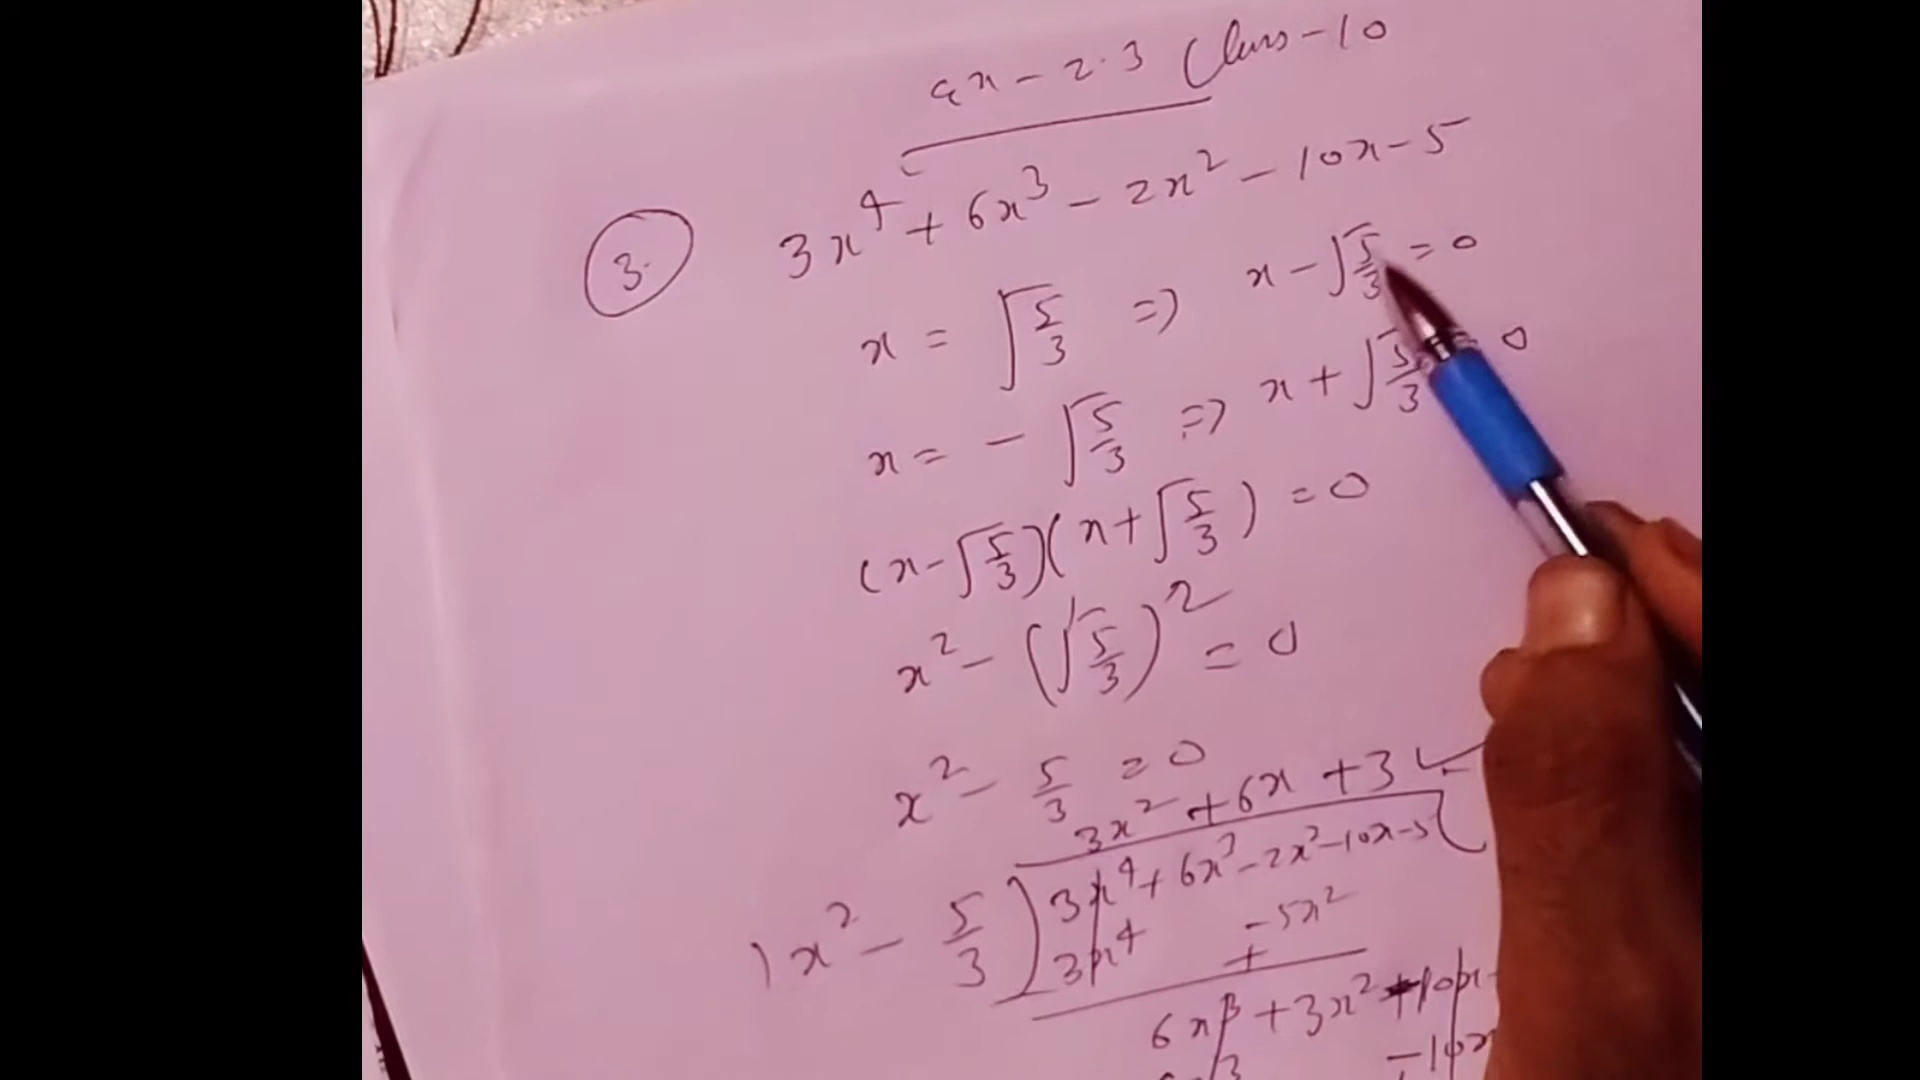 Ex - 2.3 Class - 10
3. 3x⁴ + 6x³ - 2x² - 10x - 5
x = √5/3 => x - √5/3 = 0
x = - √5/3 => x + √5/3 = 0
(x - √5/3)(x + √5/3) = 0
x² - (√5/3)² = 0
x² - 5/3 = 0
3x² + 6x + 3
1x² - 5/3 ) 3x⁴ + 6x³ - 2x² - 10x - 5
3x⁴ - 5x²
+
6x³ + 3x² - 10x
- 10x